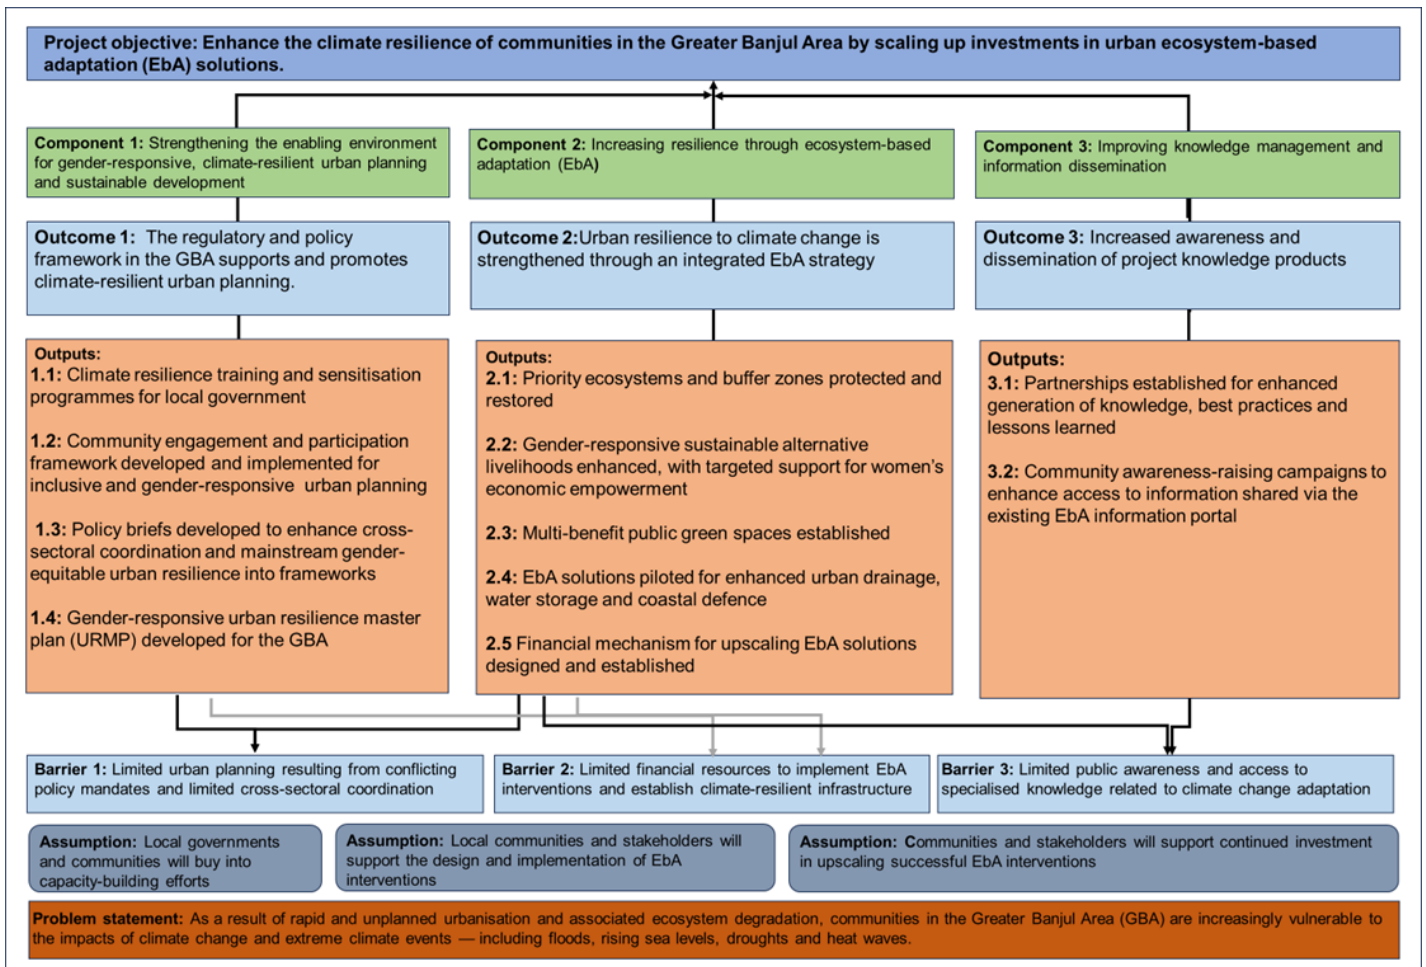 Project objective: Enhance the climate resilience of communities in the Greater Banjul Area by scaling up investments in urban ecosystem-based
adaptation (EbA) solutions.
Component 1: Strengthening the enabling environment
for gender-responsive, climate-resilient urban planning
and sustainable development
Component 2: Increasing resilience through ecosystem-based
adaptation (EbA)
Component 3: Improving knowledge management and
information dissemination
Outcome 1: The regulatory and policy
framework in the GBA supports and promotes
climate-resilient urban planning.
Outcome 2:Urban resilience to climate change is
strengthened through an integrated EbA strategy
Outcome 3: Increased awareness and
dissemination of project knowledge products
Outputs:
1.1: Climate resilience training and sensitisation
programmes for local government
1.2: Community engagement and participation
framework developed and implemented for
inclusive and gender-responsive urban planning
1.3: Policy briefs developed to enhance cross-
sectoral coordination and mainstream gender-
equitable urban resilience into frameworks
1.4: Gender-responsive urban resilience master
plan (URMP) developed for the GBA
Outputs:
2.1: Priority ecosystems and buffer zones protected and
restored
2.2: Gender-responsive sustainable alternative
livelihoods enhanced, with targeted support for women's
economic empowerment
2.3: Multi-benefit public green spaces established
2.4: EbA solutions piloted for enhanced urban drainage,
water storage and coastal defence
2.5 Financial mechanism for upscaling EbA solutions
designed and established
Outputs:
3.1: Partnerships established for enhanced
generation of knowledge, best practices and
lessons learned
3.2: Community awareness-raising campaigns to
enhance access to information shared via the
existing EbA information portal
Barrier 1: Limited urban planning resulting from conflicting
policy mandates and limited cross-sectoral coordination
Barrier 2: Limited financial resources to implement EbA
interventions and establish climate-resilient infrastructure
Barrier 3: Limited public awareness and access to
specialised knowledge related to climate change adaptation
Assumption: Local governments
and communities will buy into
capacity-building efforts
Assumption: Local communities and stakeholders will
support the design and implementation of EbA
interventions
Assumption: Communities and stakeholders will support continued investment
in upscaling successful EbA interventions
Problem statement: As a result of rapid and unplanned urbanisation and associated ecosystem degradation, communities in the Greater Banjul Area (GBA) are increasingly vulnerable to
the impacts of climate change and extreme climate events — including floods, rising sea levels, droughts and heat waves.